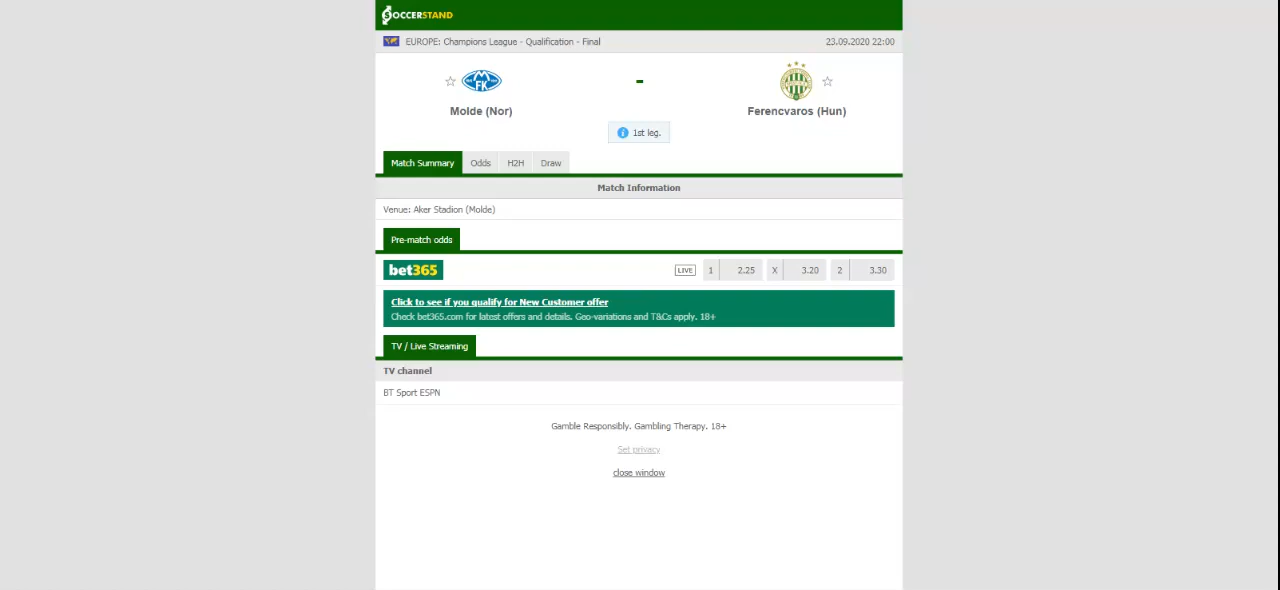 SOCCERSTAND
EUROPE: Champions League - Qualification - Final 23.09.2020 22:00
MFK
-
Molde (Nor) Ferencvaros (Hun)
1st leg.
Match Summary Odds H2H Draw
Match Information
Venue: Aker Stadion (Molde)
Pre-match odds
bet365 LIVE 1 2.25 X 3.20 2 3.30
Click to see if you qualify for New Customer offer
Check bet365.com for latest offers and details. Geo-variations and T&Cs apply. 18+
TV / Live Streaming
TV channel
BT Sport ESPN
Gamble Responsibly. Gambling Therapy. 18+
Set privacy
close window